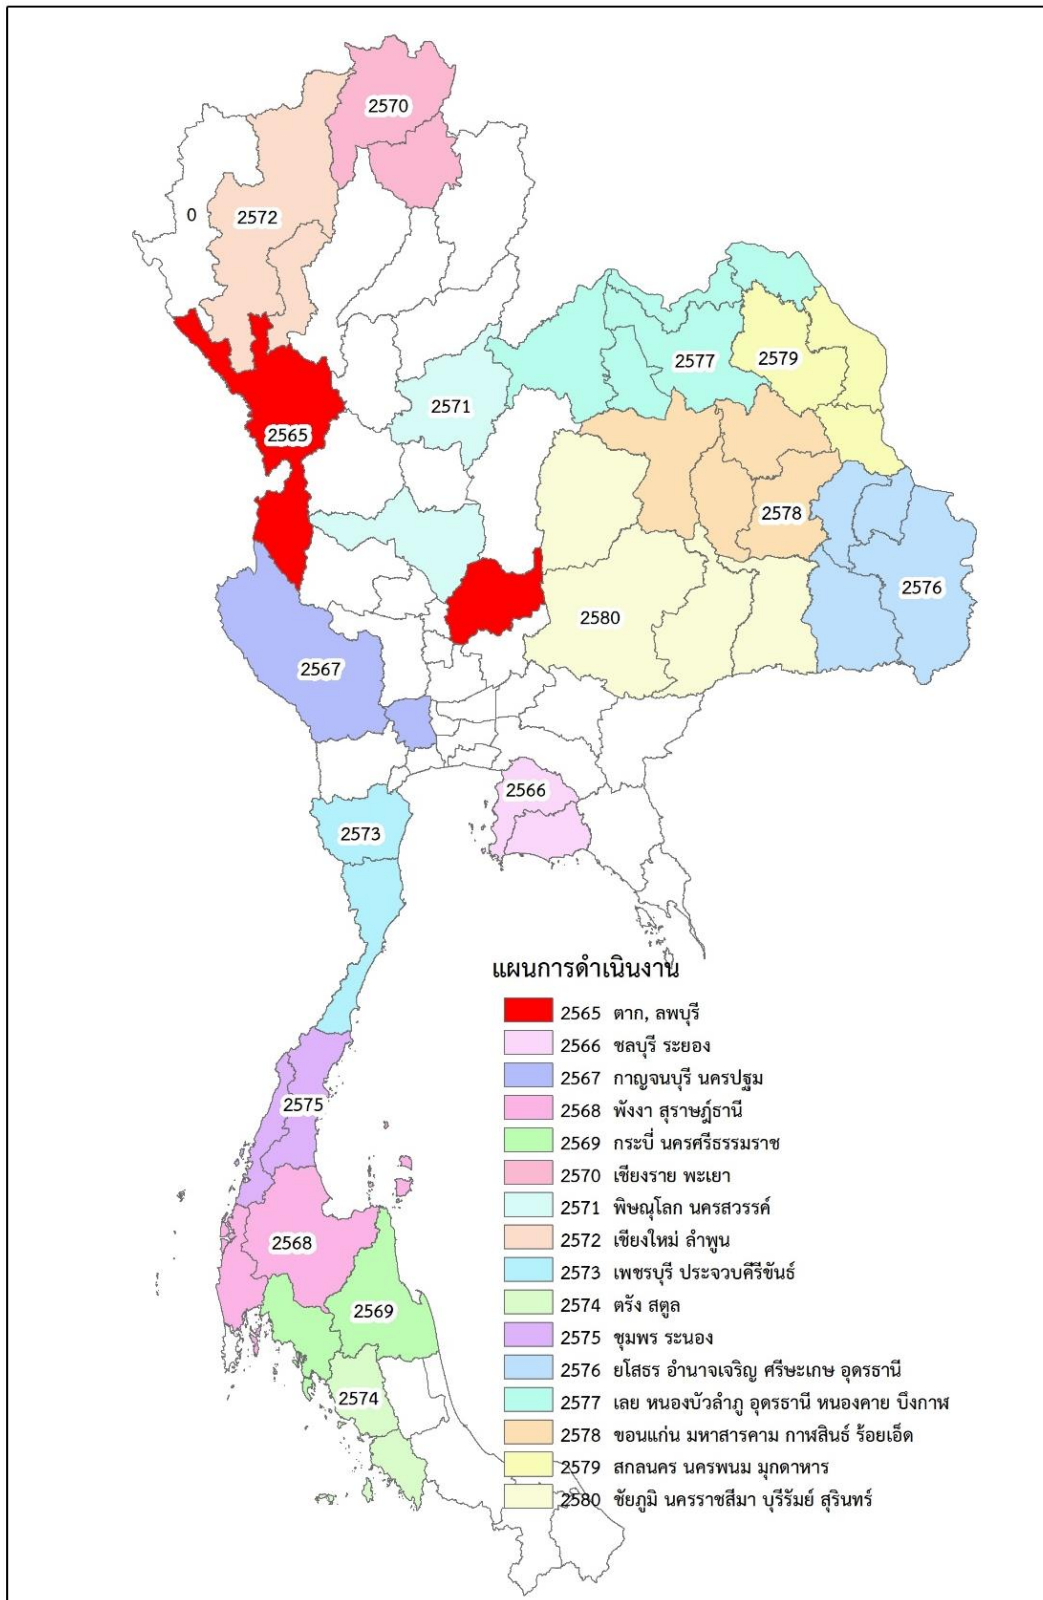 2570
0
2572
2577
2579
2571
2565
2578
2576
2580
2567
2566
2573
แผนการดำเนินงาน
2565 ตาก, ลพบุรี
2566 ชลบุรี ระยอง
2567 กาญจนบุรี นครปฐม
2568 พังงา สุราษฎ์ธานี
2569 กระบี่ นครศรีธรรมราช
2570 เชียงราย พะเยา
2571 พิษณุโลก นครสวรรค์
2572 เชียงใหม่ ลำพูน
2573 เพชรบุรี ประจวบคีรีขันธ์
2574 ตรัง สตูล
2575 ชุมพร ระนอง
2576 ยโสธร อำนาจเจริญ ศรีษะเกษ อุดรธานี
2577 เลย หนองบัวลำภู อุดรธานี หนองคาย บึงกาฬ
2578 ขอนแก่น มหาสารคาม กาฬสินธ์ ร้อยเอ็ด
2579 สกลนคร นครพนม มุกดาหาร
2580 ชัยภูมิ นครราชสีมา บุรีรัมย์ สุรินทร์
2575
2568
2569
2574